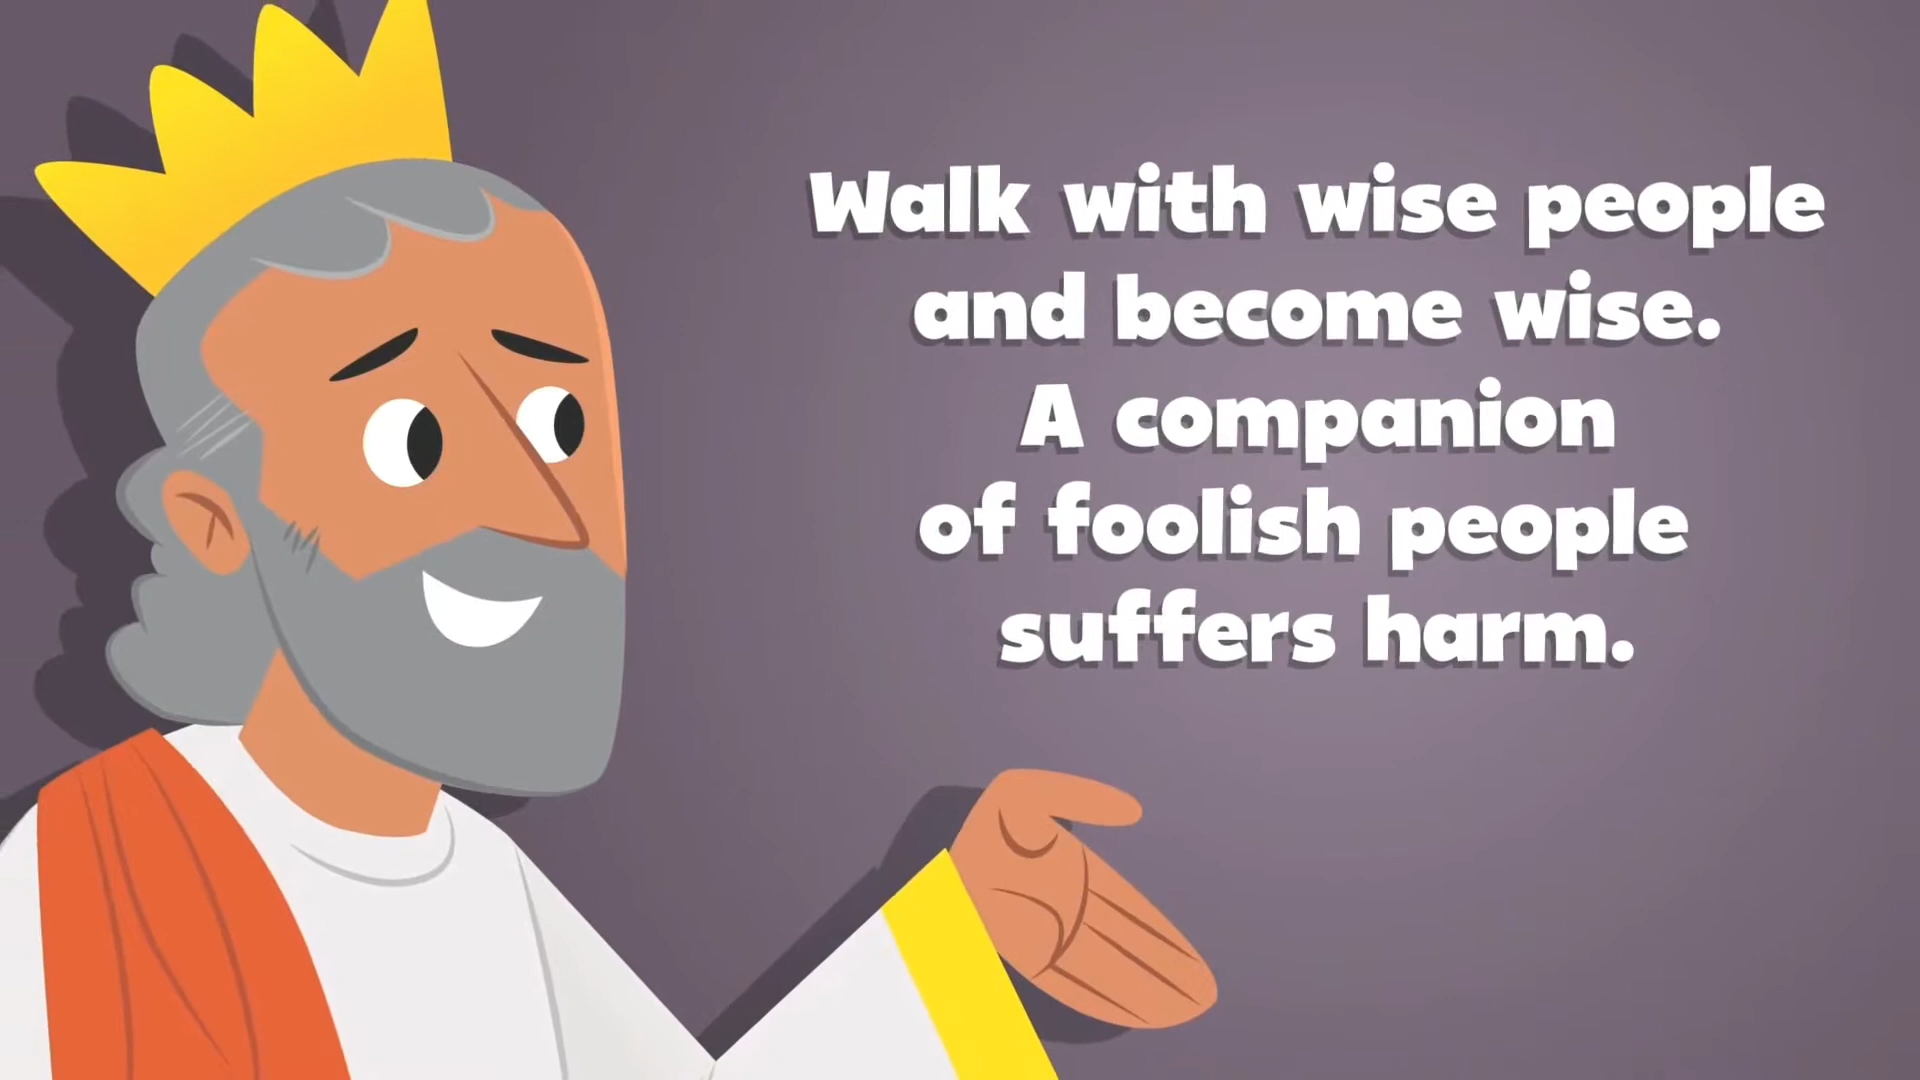 Walk with wise people
and become wise.
A companion
of foolish people
suffers harm.